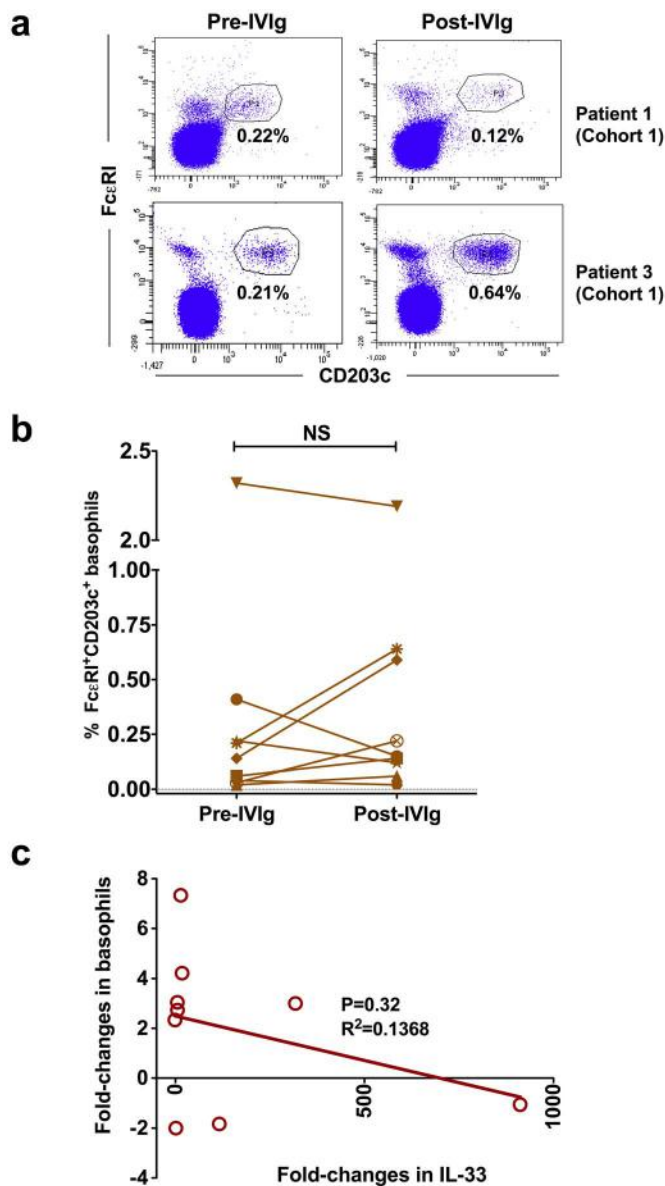 a
Pre-IVIg
Post-IVIg
FcεRI
0.22%
0.12%
Patient 1
(Cohort 1)
0.21%
0.64%
Patient 3
(Cohort 1)
-1,427
CD203c
b
NS
% FcεRI⁺CD203c⁺ basophils
2.5
2.0
1.00
0.75
0.50
0.25
0.00
Pre-IVIg
Post-IVIg
c
Fold-changes in basophils
8
6
4
2
0
-2
-4
P=0.32
R²=0.1368
0
500
1000
Fold-changes in IL-33